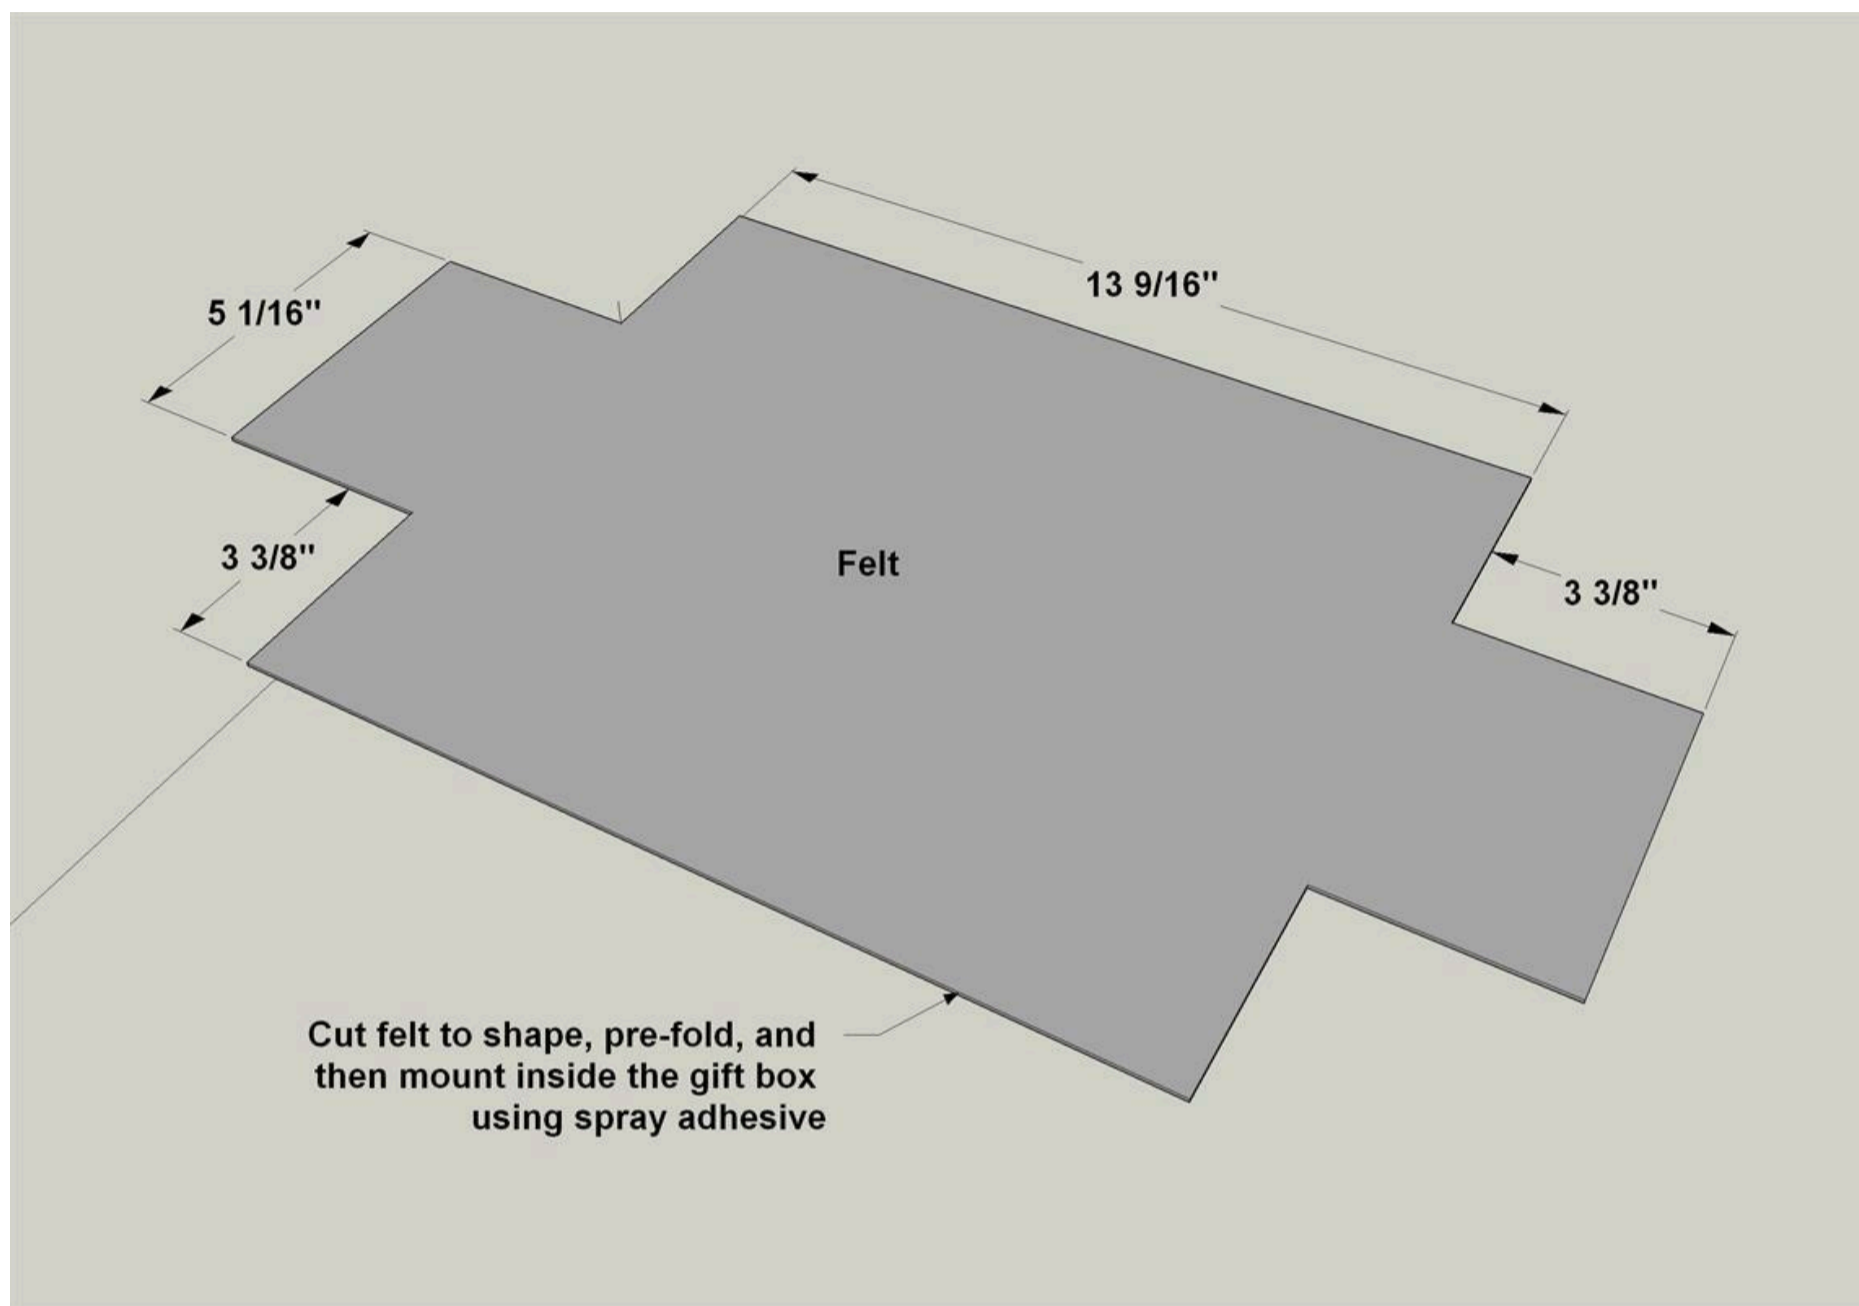 13 9/16"
5 1/16"
3 3/8"
Felt
3 3/8"
Cut felt to shape, pre-fold, and
then mount inside the gift box
using spray adhesive